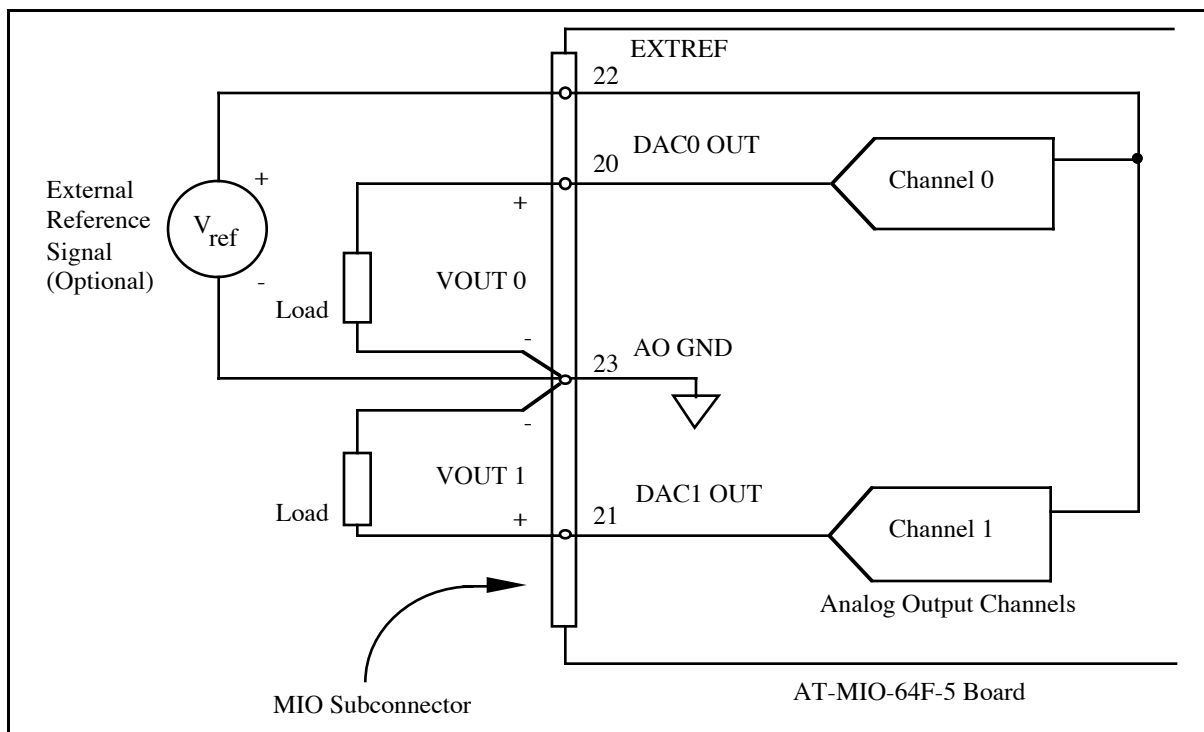 EXTREF
22
DAC0 OUT
20
External
Reference
Signal
(Optional)
+
V
ref
-
+
VOUT 0
Load
-
Channel 0
AO GND
23
-
VOUT 1
Load
+
DAC1 OUT
21
Channel 1
Analog Output Channels
MIO Subconnector
AT-MIO-64F-5 Board